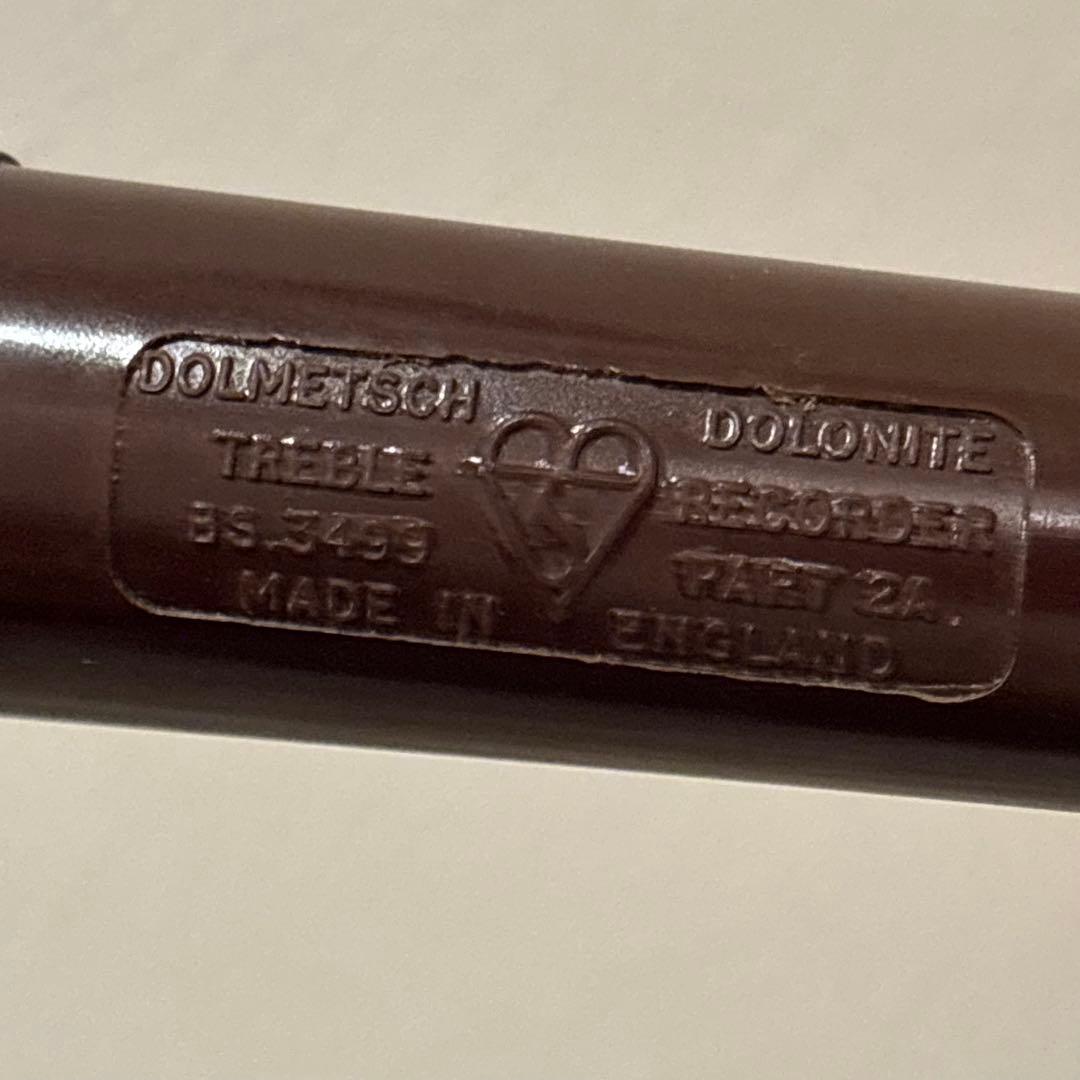 DOLMETSCH DOLONITE
TREBLE RECORDER
BS.3499 PART 2A.
MADE IN ENGLAND